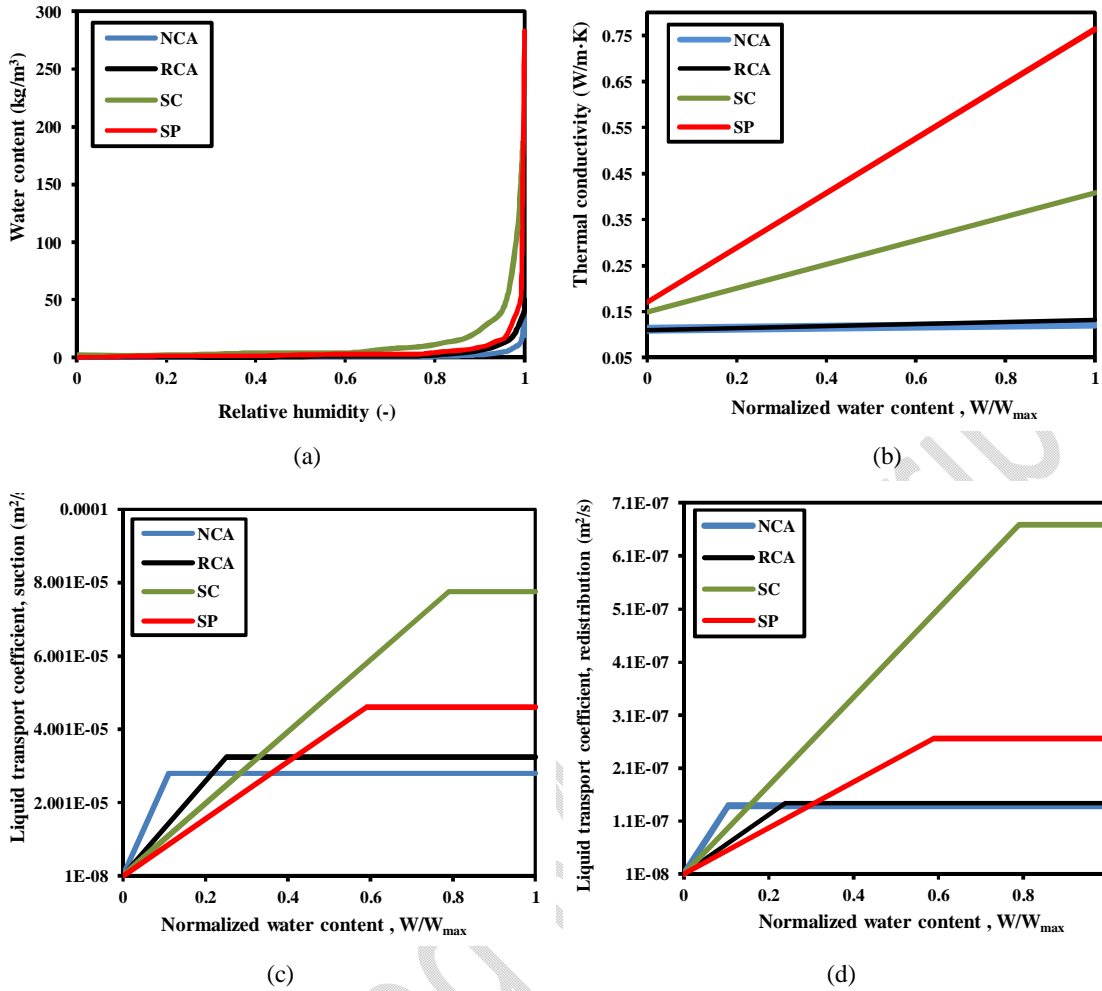 300
250
200
150
100
50
0
Water content (kg/m³)
NCA
RCA
SC
SP
0 0.2 0.4 0.6 0.8 1
Relative humidity (-)
(a)
0.75
0.65
0.55
0.45
0.35
0.25
0.15
0.05
Thermal conductivity (W/m·K)
NCA
RCA
SC
SP
0 0.2 0.4 0.6 0.8 1
Normalized water content , W/Wmax
(b)
0.0001
8.001E-05
6.001E-05
4.001E-05
2.001E-05
1E-08
Liquid transport coefficient, suction (m²/
NCA
RCA
SC
SP
0 0.2 0.4 0.6 0.8 1
Normalized water content , W/Wmax
(c)
7.1E-07
6.1E-07
5.1E-07
4.1E-07
3.1E-07
2.1E-07
1.1E-07
1E-08
Liquid transport coefficient, redistribution (m²/s)
NCA
RCA
SC
SP
0 0.2 0.4 0.6 0.8
Normalized water content , W/Wmax
(d)